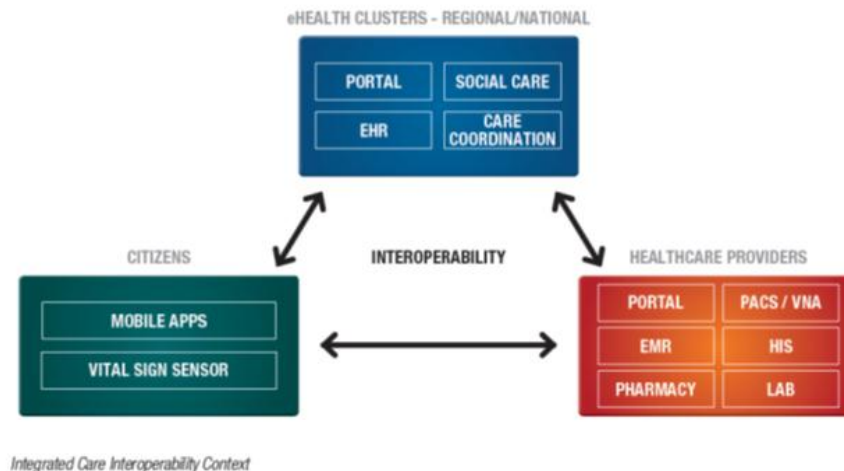 eHEALTH CLUSTERS - REGIONAL/NATIONAL
PORTAL
SOCIAL CARE
EHR
CARE
COORDINATION
CITIZENS
INTEROPERABILITY
HEALTHCARE PROVIDERS
MOBILE APPS
VITAL SIGN SENSOR
PORTAL
PACS / VNA
EMR
HIS
PHARMACY
LAB
Integrated Care Interoperability Context